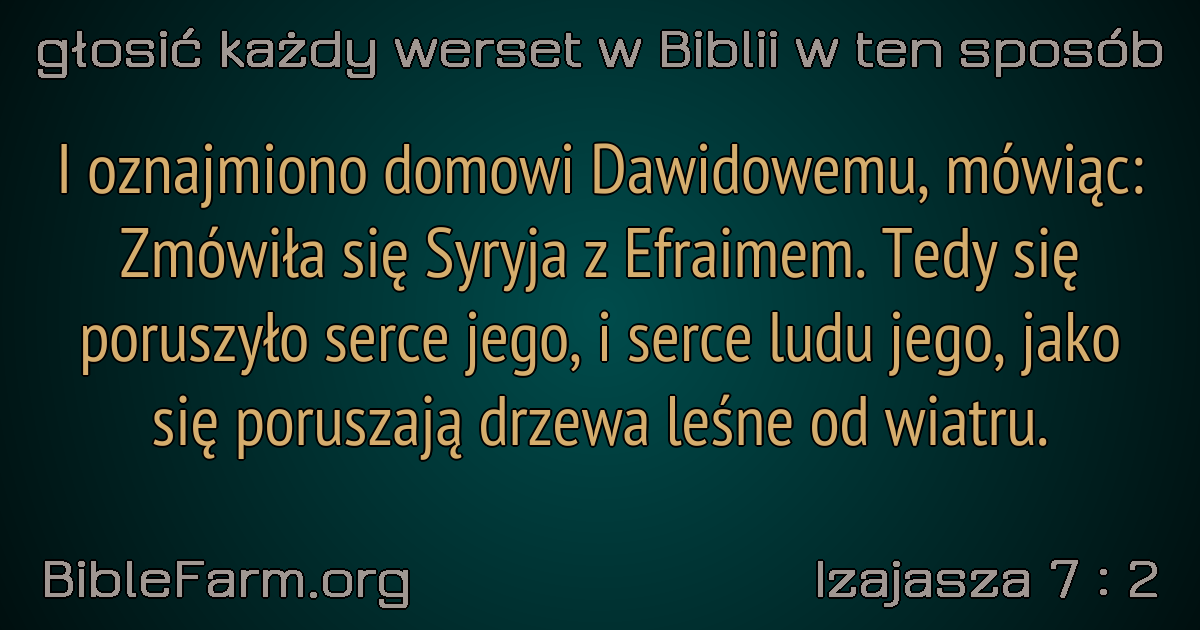 głosić każdy werset w Biblii w ten sposób
I oznajmiono domowi Dawidowemu, mówiąc:
Zmówiła się Syryja z Efraimem. Tedy się
poruszyło serce jego, i serce ludu jego, jako
się poruszają drzewa leśne od wiatru.
BibleFarm.org
Izajasza 7 : 2